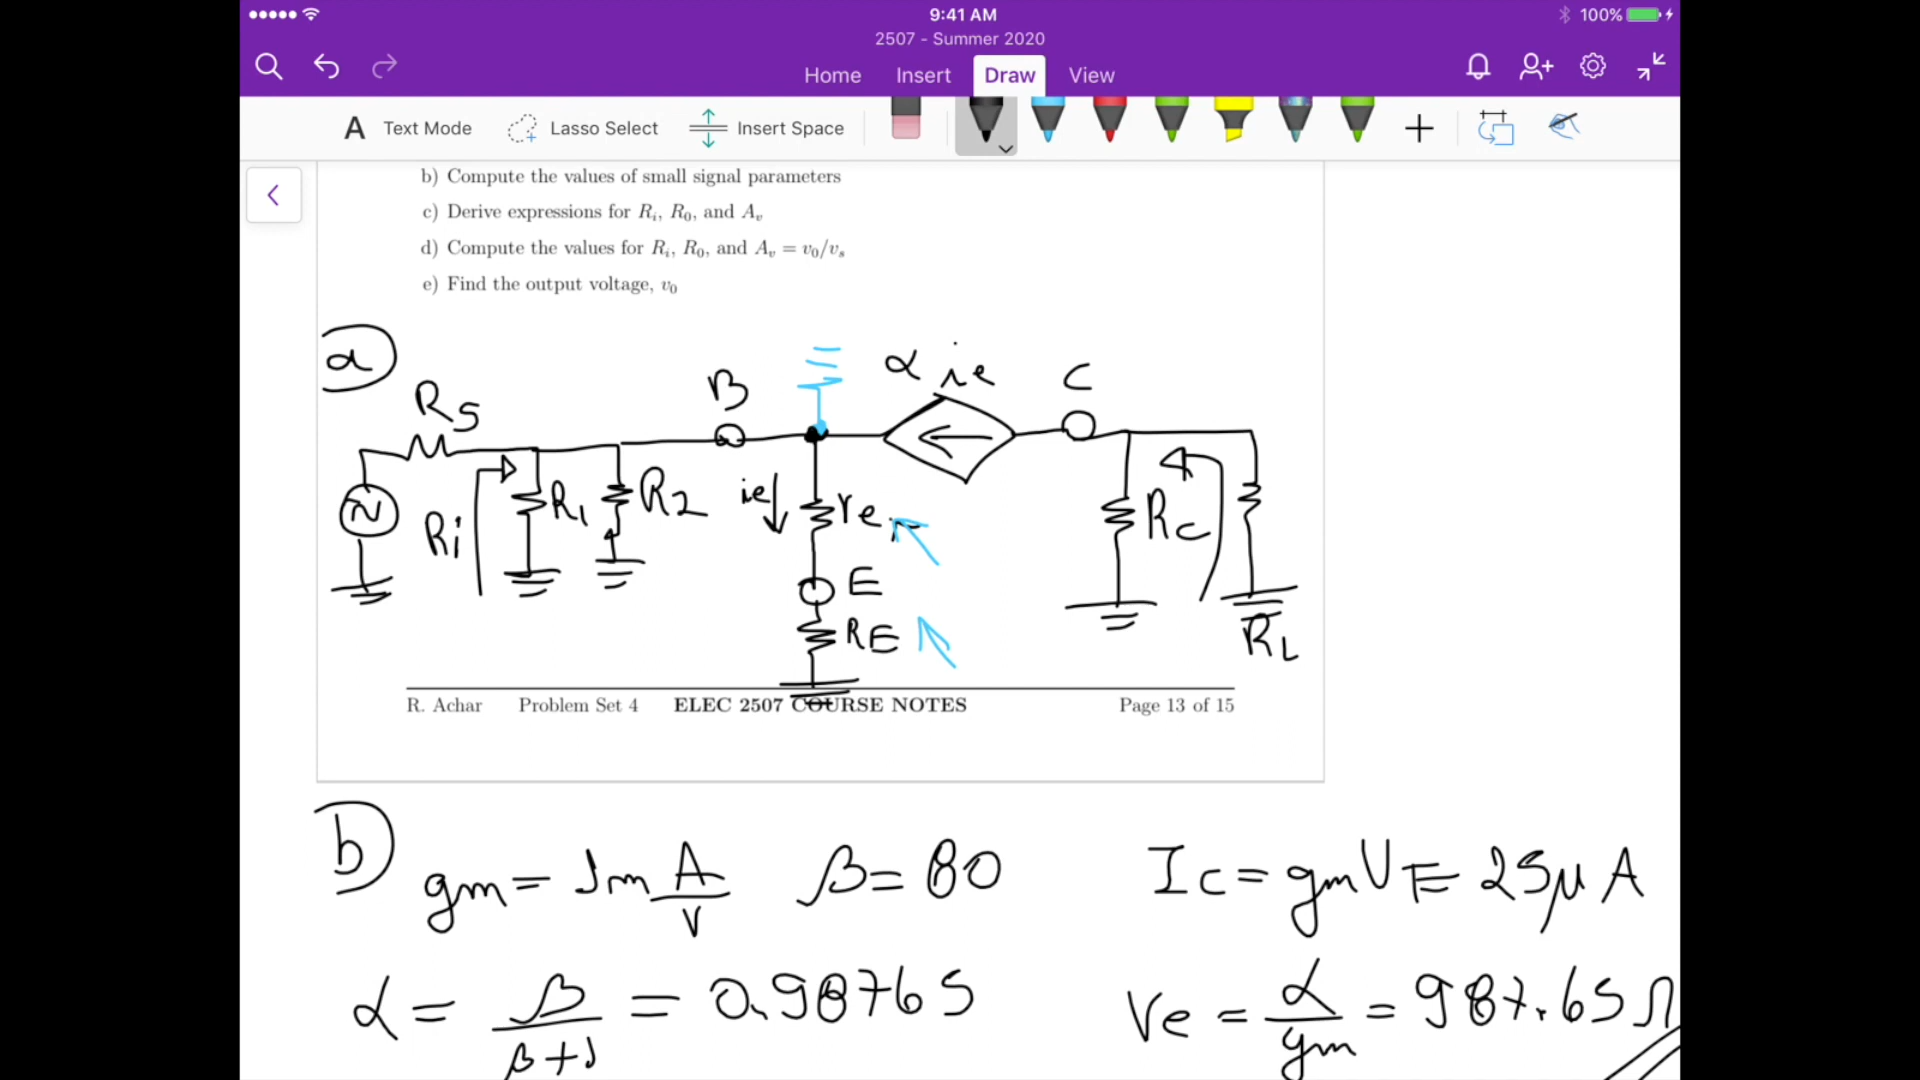 9:41 AM
100%
2507 - Summer 2020
Home Insert Draw View
A Text Mode Lasso Select Insert Space
b) Compute the values of small signal parameters
c) Derive expressions for Rᵢ, R₀, and Aᵥ
d) Compute the values for Rᵢ, R₀, and Aᵥ = v₀/vₛ
e) Find the output voltage, v₀
a
B α ie C
RS
Ri R1 R2 ie re RC
E
RE RL
R. Achar Problem Set 4 ELEC 2507 COURSE NOTES Page 13 of 15
b
gm = 1m A/V β = 80 Ic = gmVT = 25μA
α = β/β+1 = 0.98765 re = α/gm = 987.65Ω